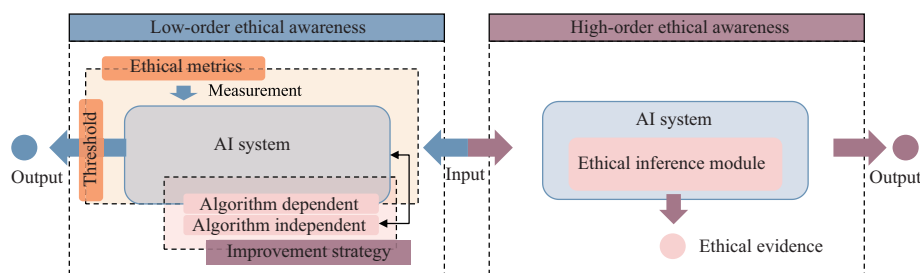 Low-order ethical awareness
Ethical metrics
Measurement
Threshold
AI system
Output
Algorithm dependent
Algorithm independent
Improvement strategy
Input
High-order ethical awareness
AI system
Ethical inference module
Output
Ethical evidence